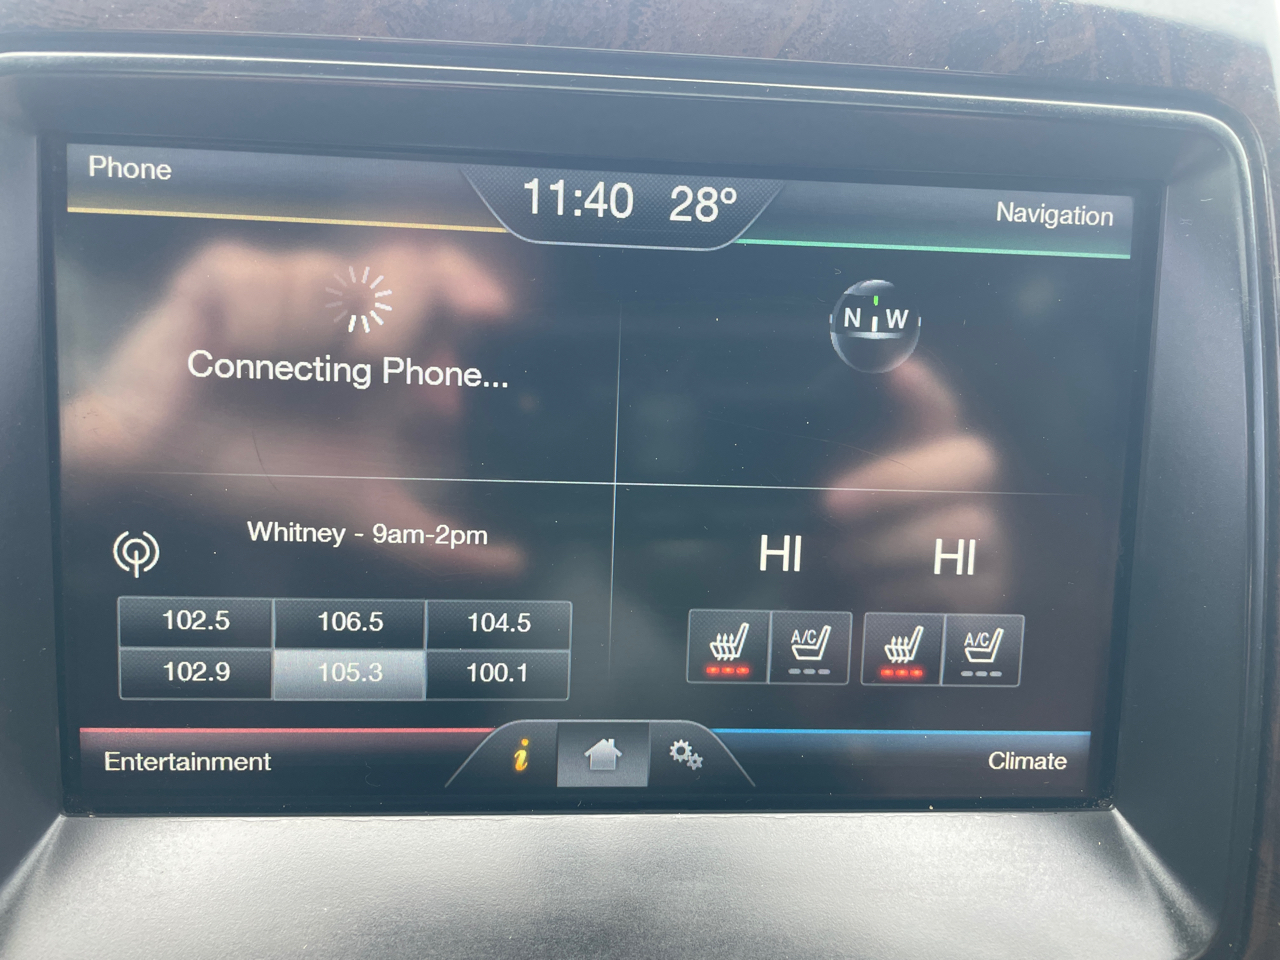 Phone
11:40 28°
Navigation
Connecting Phone...
N W
Whitney - 9am-2pm
HI HI
102.5 106.5 104.5
102.9 105.3 100.1
A/C A/C
Entertainment
i
Climate